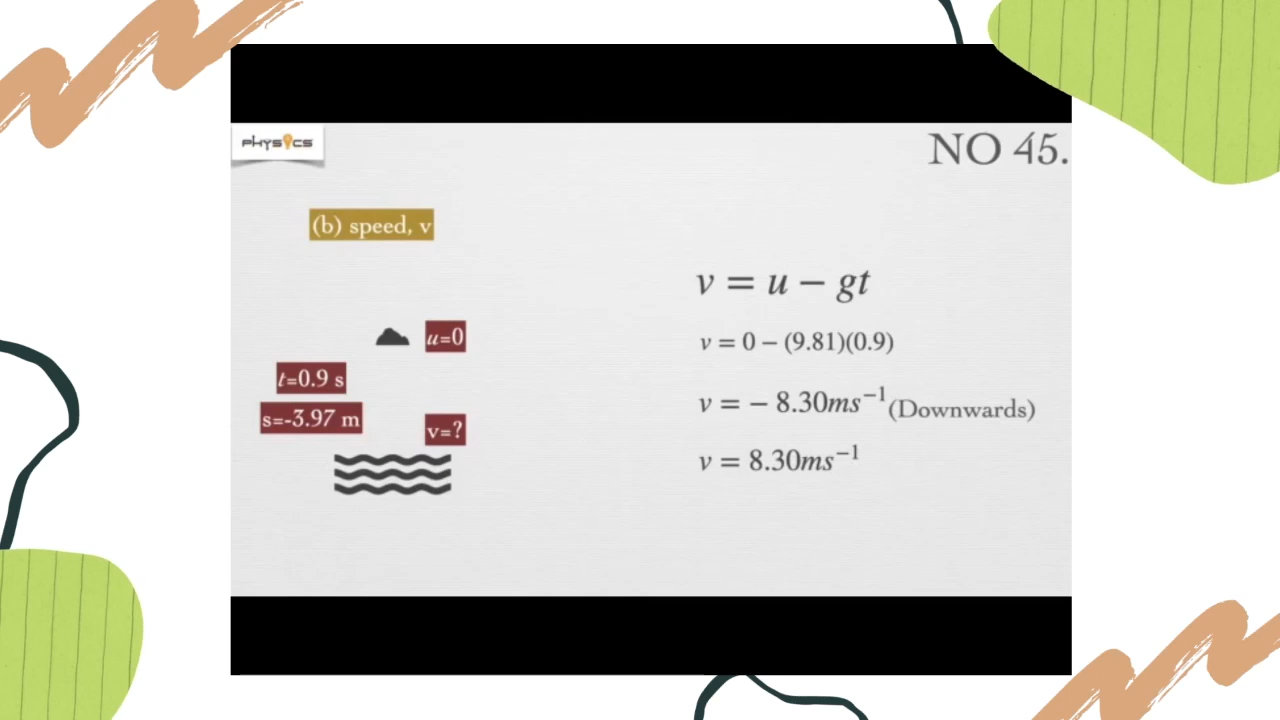 PHYSICS
NO 45.
(b) speed, v
u=0
t=0.9 s
s=-3.97 m
v=?
v = u − gt
v = 0 − (9.81)(0.9)
v = − 8.30ms⁻¹(Downwards)
v = 8.30ms⁻¹